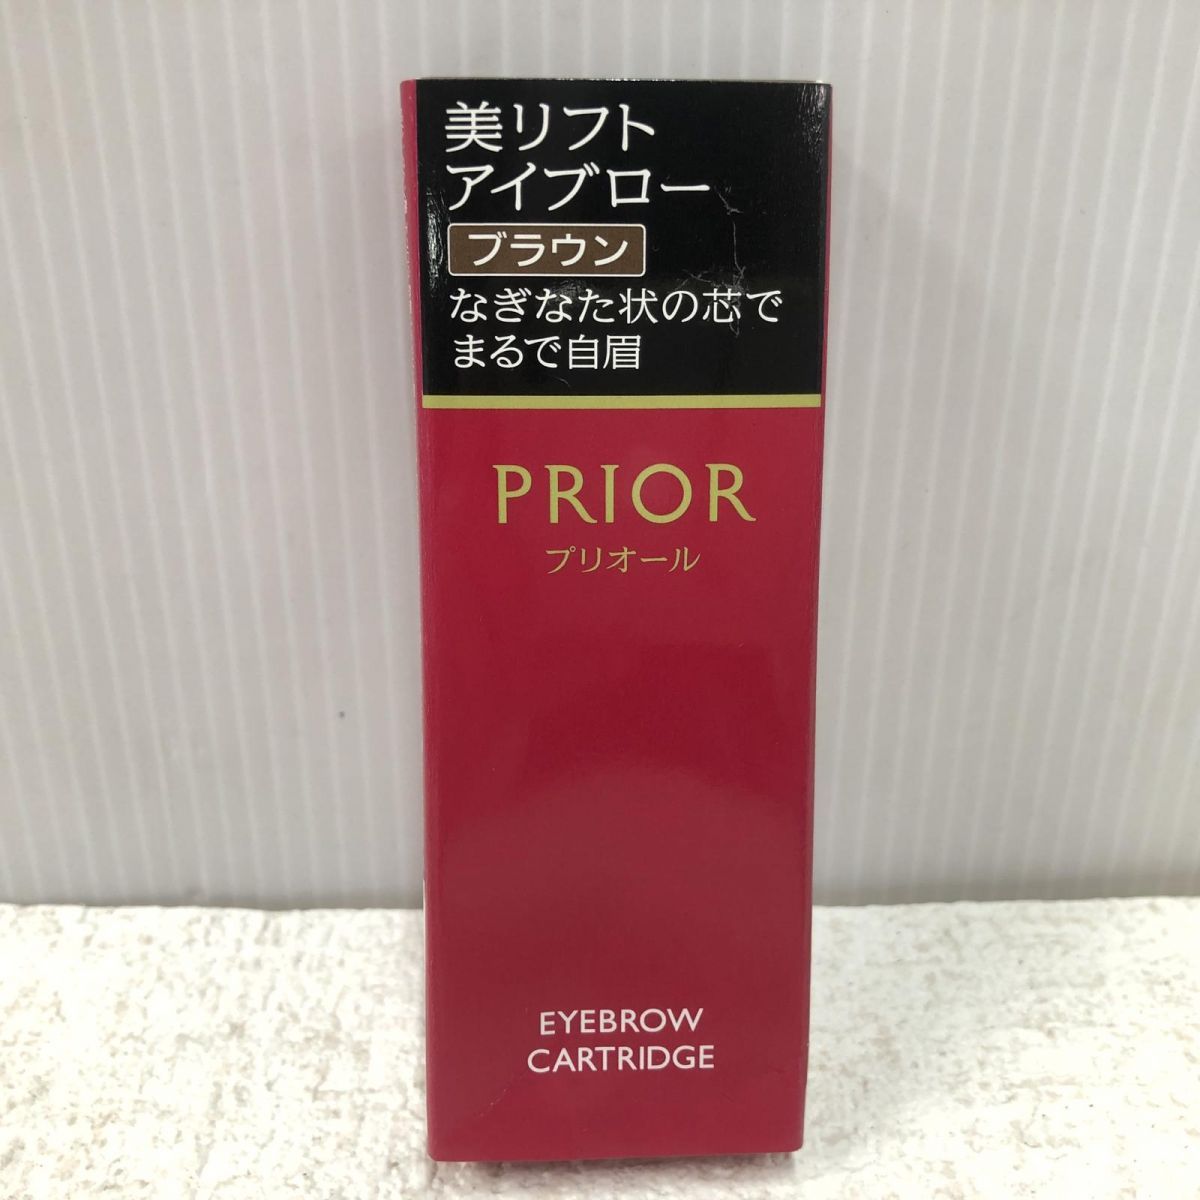 美リフト
アイブロー
ブラウン
なぎなた状の芯で
まるで自眉
PRIOR
プリオール
EYEBROW
CARTRIDGE